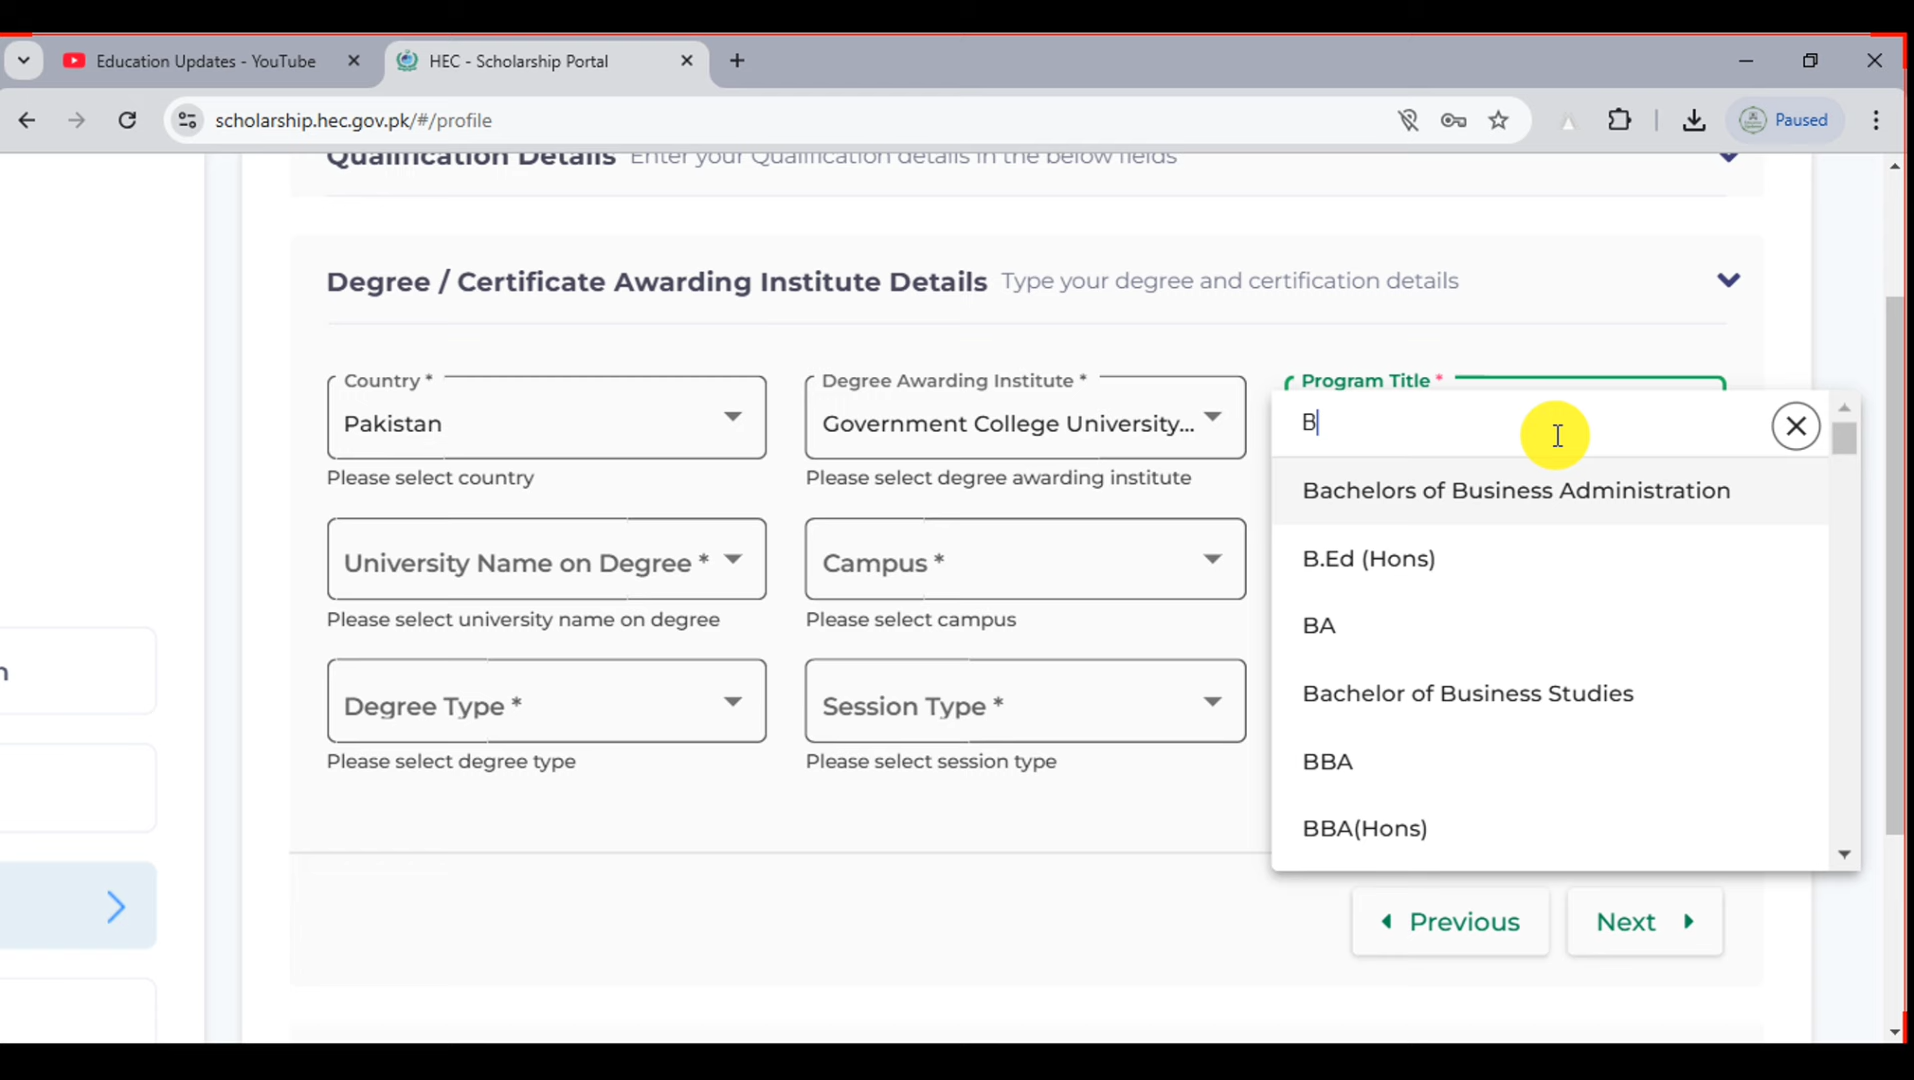 Education Updates - YouTube
HEC - Scholarship Portal
scholarship.hec.gov.pk/#/profile
Paused
Qualification Details Enter your Qualification details in the below fields
Degree / Certificate Awarding Institute Details Type your degree and certification details
Country *
Pakistan
Please select country
Degree Awarding Institute *
Government College University...
Please select degree awarding institute
Program Title *
B
Bachelors of Business Administration
B.Ed (Hons)
BA
Bachelor of Business Studies
BBA
BBA(Hons)
University Name on Degree *
Please select university name on degree
Campus *
Please select campus
Degree Type *
Please select degree type
Session Type *
Please select session type
n
Previous
Next